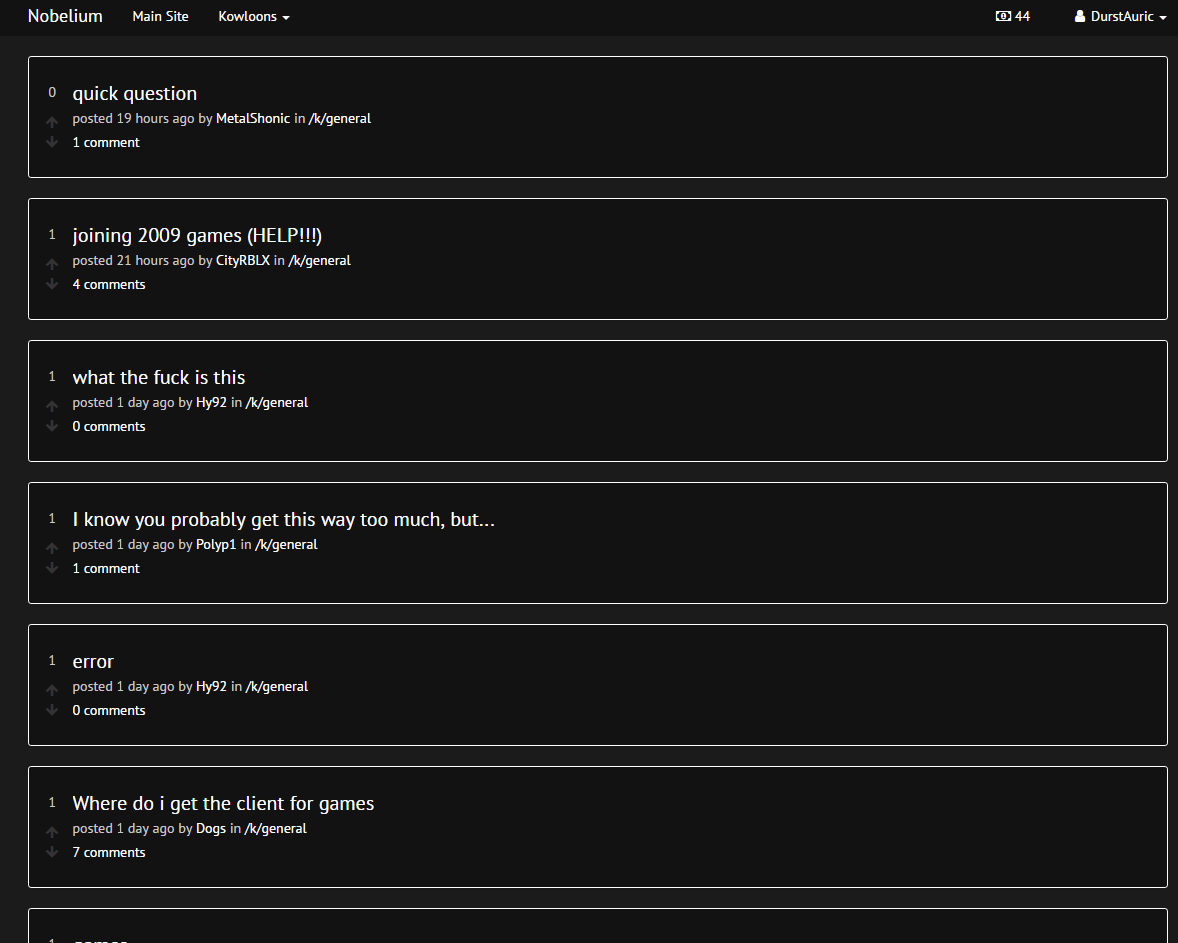 Nobelium Main Site Kowloons 44 DurstAuric
0 quick question
posted 19 hours ago by MetalShonic in /k/general
1 comment
1 joining 2009 games (HELP!!!)
posted 21 hours ago by CityRBLX in /k/general
4 comments
1 what the fuck is this
posted 1 day ago by Hy92 in /k/general
0 comments
1 I know you probably get this way too much, but...
posted 1 day ago by Polyp1 in /k/general
1 comment
1 error
posted 1 day ago by Hy92 in /k/general
0 comments
1 Where do i get the client for games
posted 1 day ago by Dogs in /k/general
7 comments